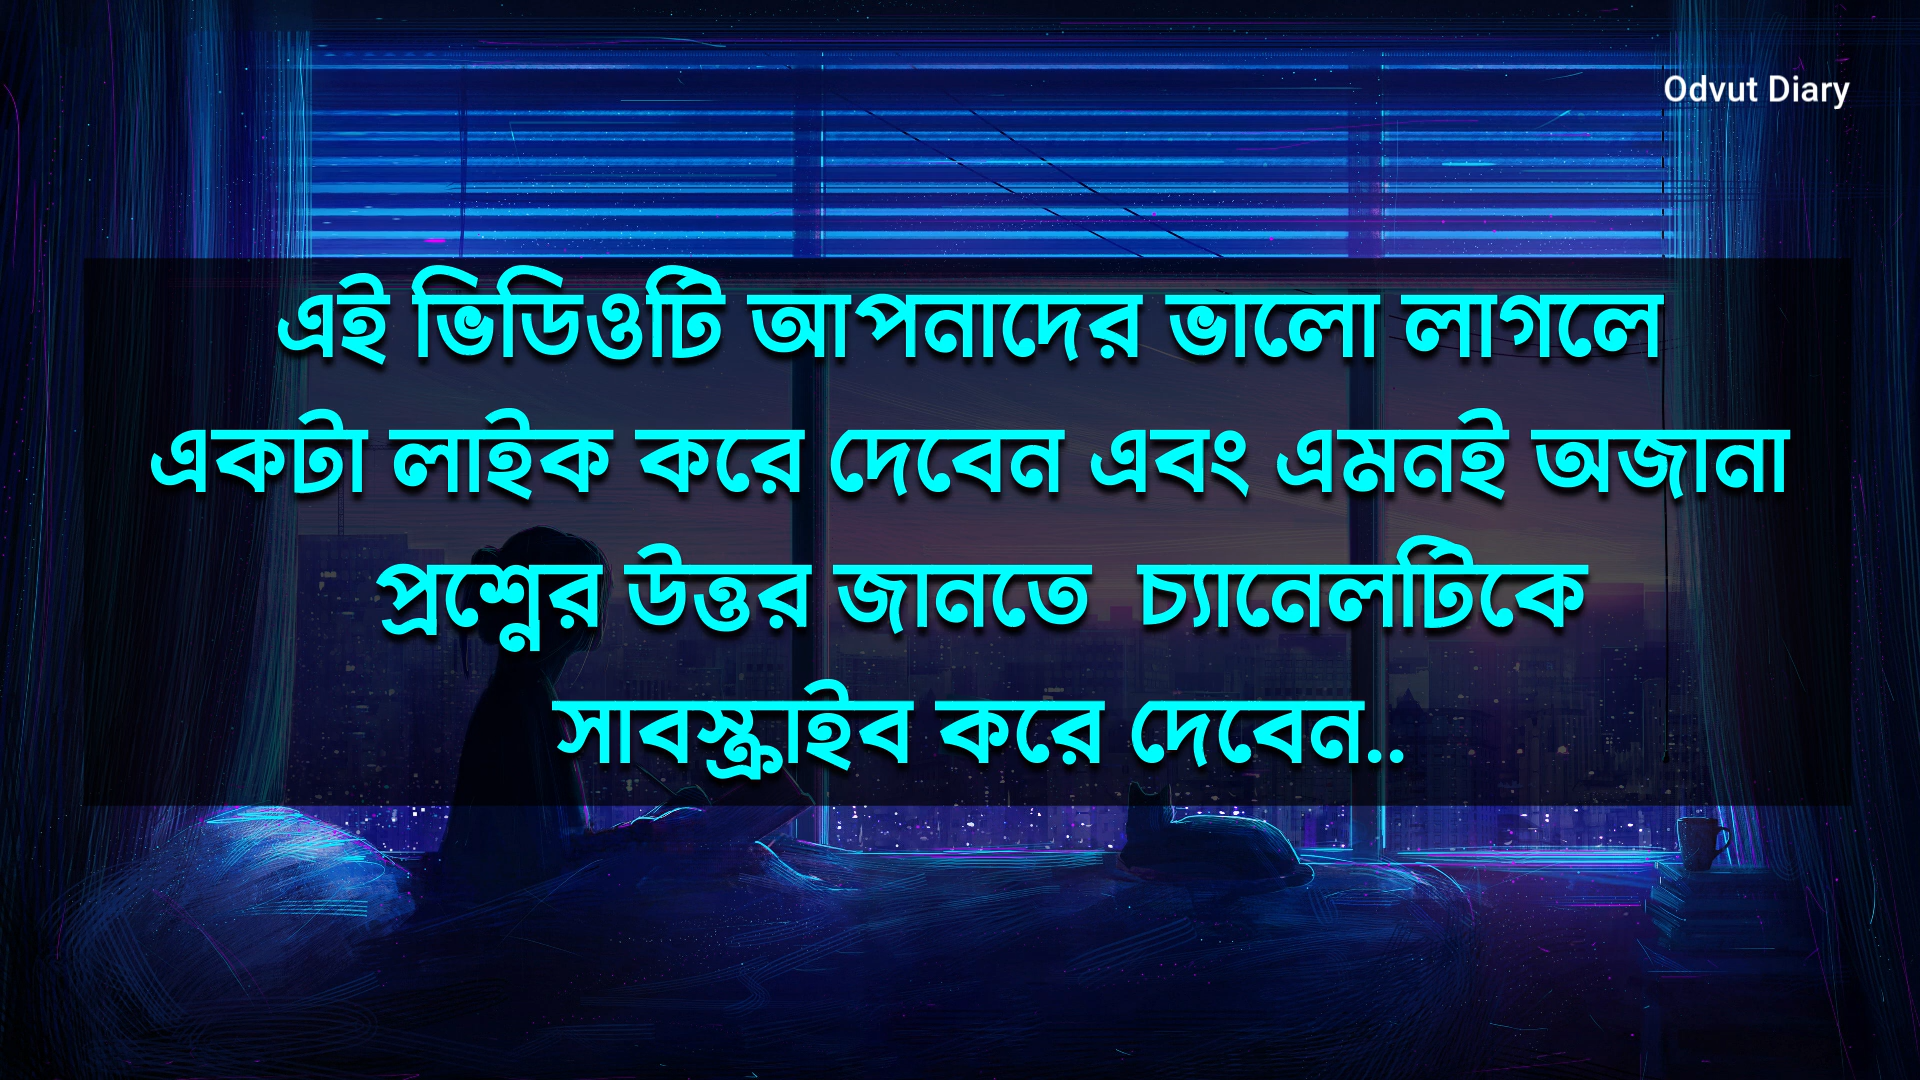 Odvut Diary
এই ভিডিওটি আপনাদের ভালো লাগলে
একটা লাইক করে দেবেন এবং এমনই অজানা
প্রশ্নের উত্তর জানতে  চ্যানেলটিকে
সাবস্ক্রাইব করে দেবেন..